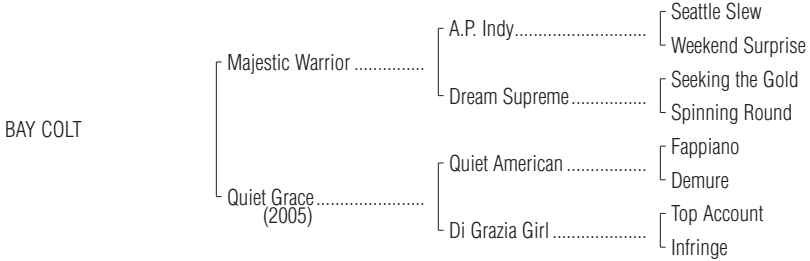 Seattle Slew
A.P. Indy..........................
Weekend Surprise
Majestic Warrior ...............
Seeking the Gold
Dream Supreme................
Spinning Round
BAY COLT
Fappiano
Quiet American .................
Demure
Quiet Grace.......................
(2005)
Top Account
Di Grazia Girl ....................
Infringe